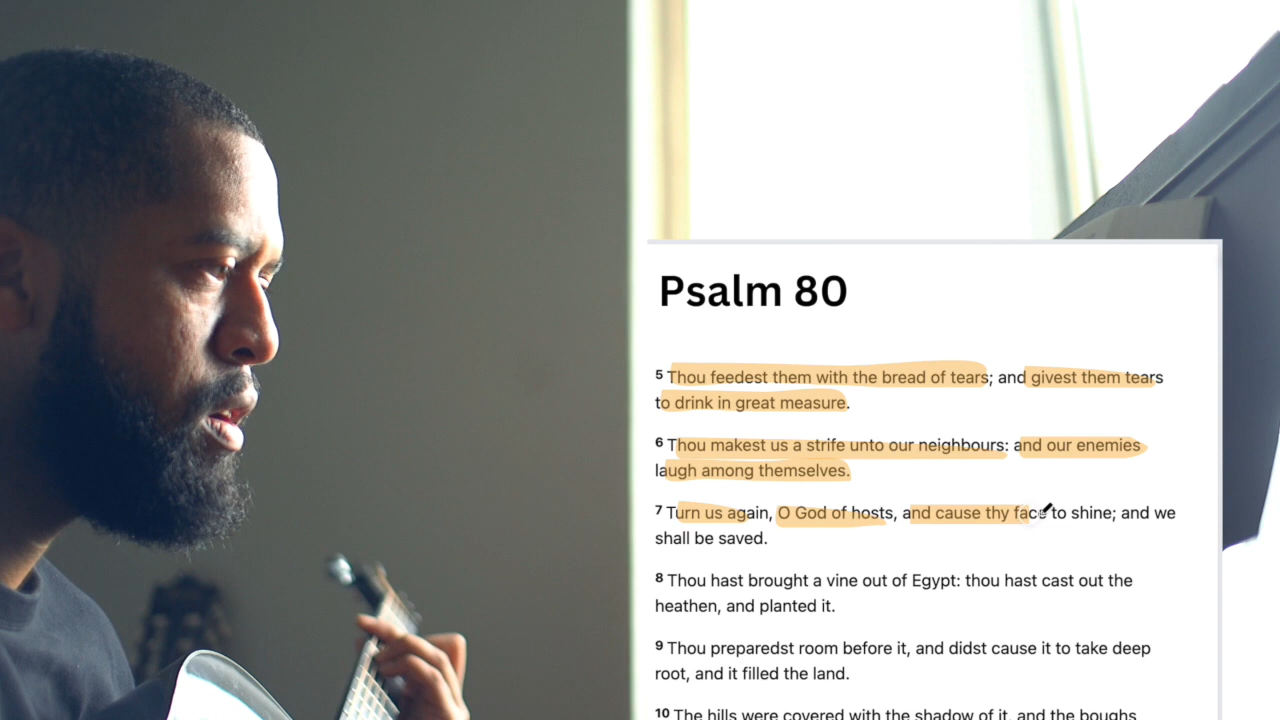 Psalm 80
5 Thou feedest them with the bread of tears; and givest them tears
to drink in great measure.
6 Thou makest us a strife unto our neighbours: and our enemies
laugh among themselves.
7 Turn us again, O God of hosts, and cause thy face to shine; and we
shall be saved.
8 Thou hast brought a vine out of Egypt: thou hast cast out the
heathen, and planted it.
9 Thou preparedst room before it, and didst cause it to take deep
root, and it filled the land.
10 The hills were covered with the shadow of it, and the boughs